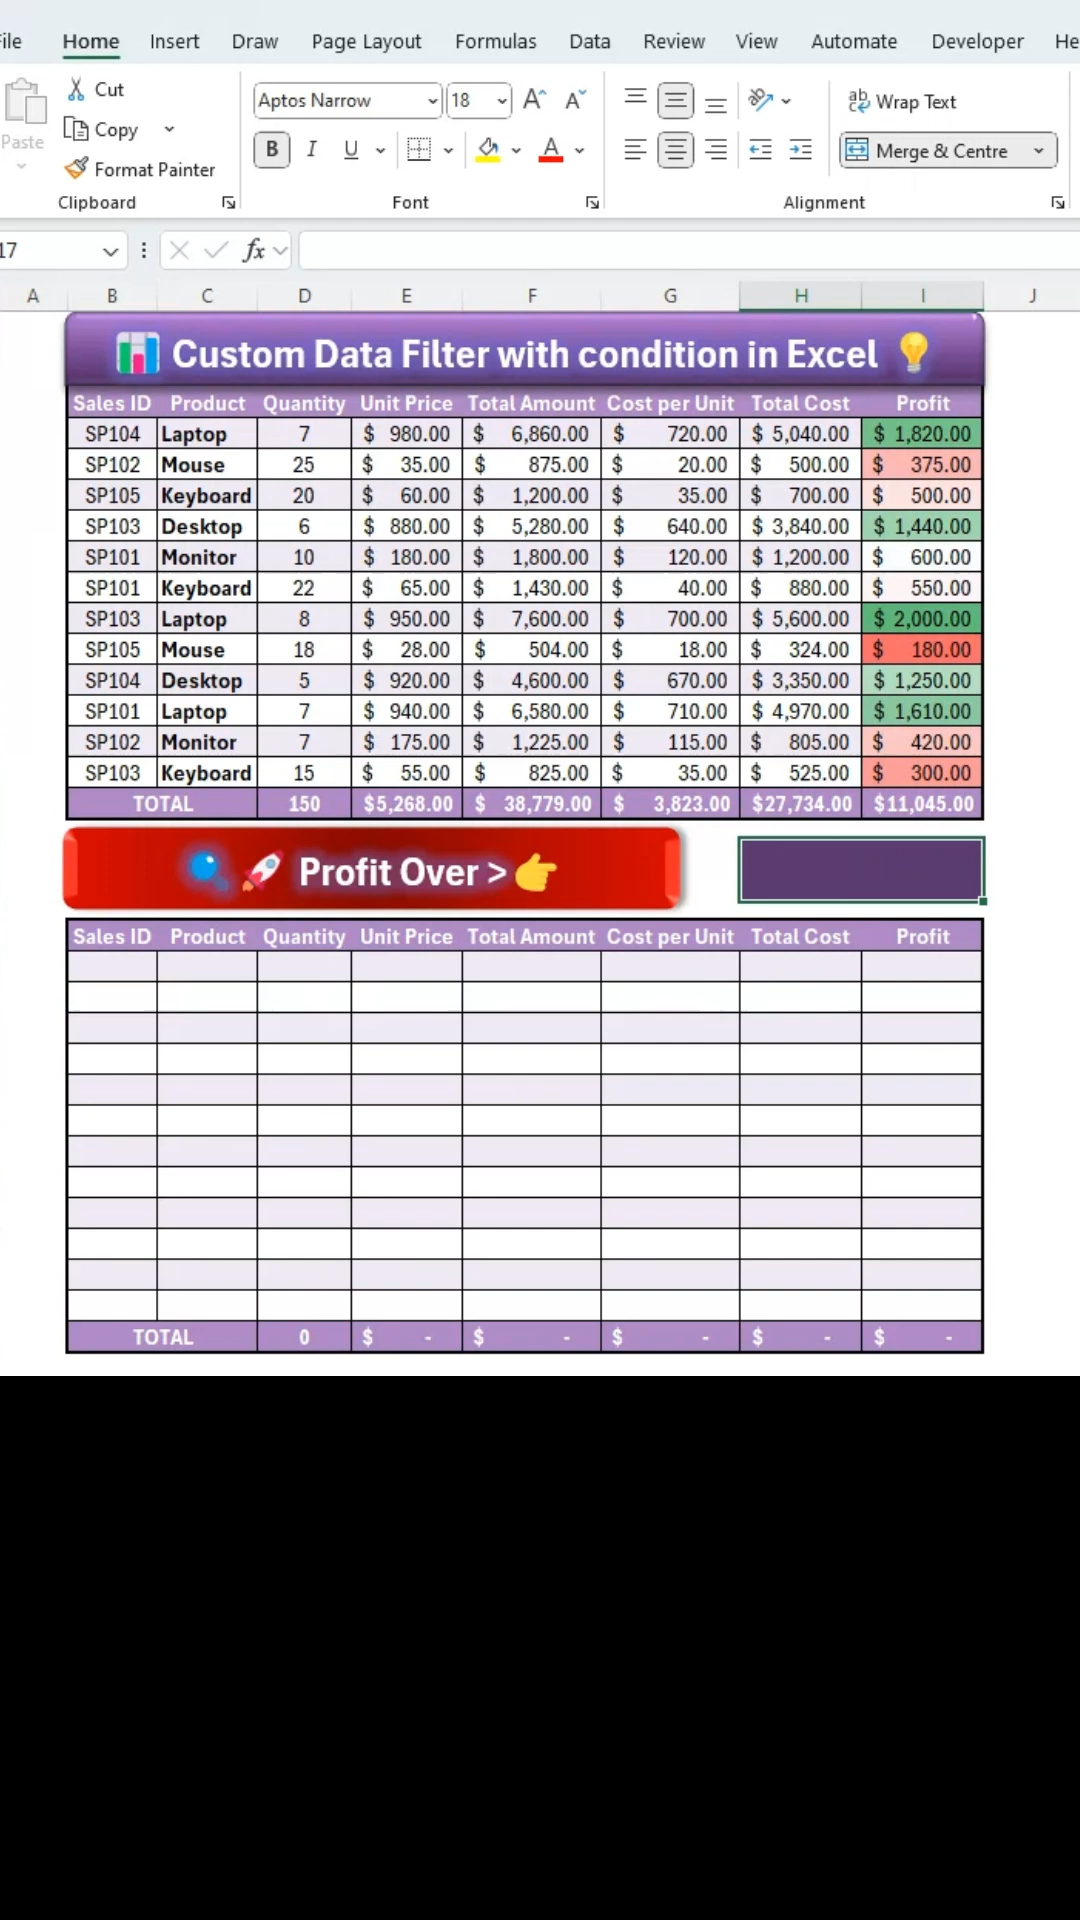 ile Home Insert Draw Page Layout Formulas Data Review View Automate Developer He
Paste
Cut
Copy
Format Painter
Clipboard
Aptos Narrow 18 A A
B I U A
Font
ab Wrap Text
Merge & Centre
Alignment
17 fx
A B C D E F G H I J
Custom Data Filter with condition in Excel
Sales ID Product Quantity Unit Price Total Amount Cost per Unit Total Cost Profit
SP104 Laptop 7 $ 980.00 $ 6,860.00 $ 720.00 $ 5,040.00 $ 1,820.00
SP102 Mouse 25 $ 35.00 $ 875.00 $ 20.00 $ 500.00 $ 375.00
SP105 Keyboard 20 $ 60.00 $ 1,200.00 $ 35.00 $ 700.00 $ 500.00
SP103 Desktop 6 $ 880.00 $ 5,280.00 $ 640.00 $ 3,840.00 $ 1,440.00
SP101 Monitor 10 $ 180.00 $ 1,800.00 $ 120.00 $ 1,200.00 $ 600.00
SP101 Keyboard 22 $ 65.00 $ 1,430.00 $ 40.00 $ 880.00 $ 550.00
SP103 Laptop 8 $ 950.00 $ 7,600.00 $ 700.00 $ 5,600.00 $ 2,000.00
SP105 Mouse 18 $ 28.00 $ 504.00 $ 18.00 $ 324.00 $ 180.00
SP104 Desktop 5 $ 920.00 $ 4,600.00 $ 670.00 $ 3,350.00 $ 1,250.00
SP101 Laptop 7 $ 940.00 $ 6,580.00 $ 710.00 $ 4,970.00 $ 1,610.00
SP102 Monitor 7 $ 175.00 $ 1,225.00 $ 115.00 $ 805.00 $ 420.00
SP103 Keyboard 15 $ 55.00 $ 825.00 $ 35.00 $ 525.00 $ 300.00
TOTAL 150 $5,268.00 $ 38,779.00 $ 3,823.00 $27,734.00 $11,045.00
Profit Over >
Sales ID Product Quantity Unit Price Total Amount Cost per Unit Total Cost Profit
TOTAL 0 $ - $ - $ - $ - $ -